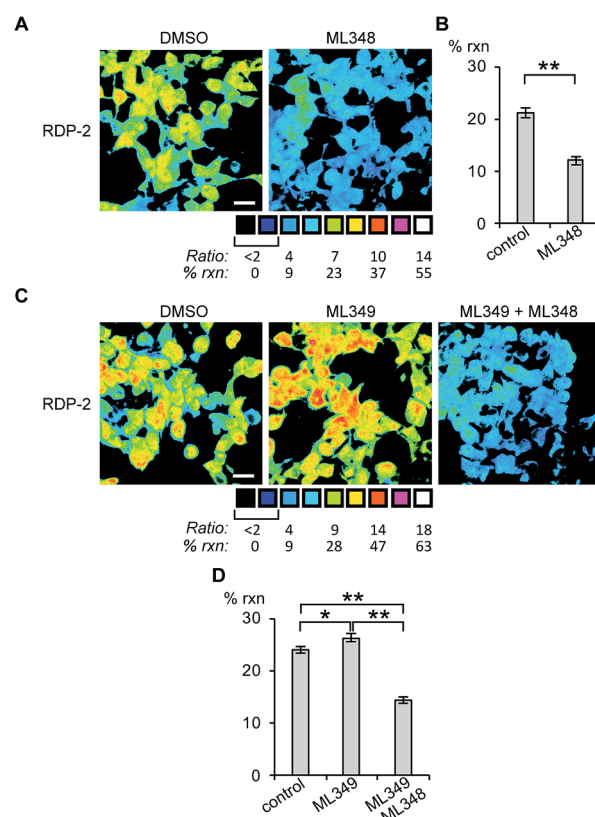 A
DMSO
ML348
RDP-2
Ratio: <2 4 7 10 14
% rxn: 0 9 23 37 55
B
% rxn
30
20
10
0
**
control
ML348
C
DMSO
ML349
ML349 + ML348
RDP-2
Ratio: <2 4 9 14 18
% rxn: 0 9 28 47 63
D
% rxn
30
20
10
0
**
* **
control
ML349
ML349
ML348